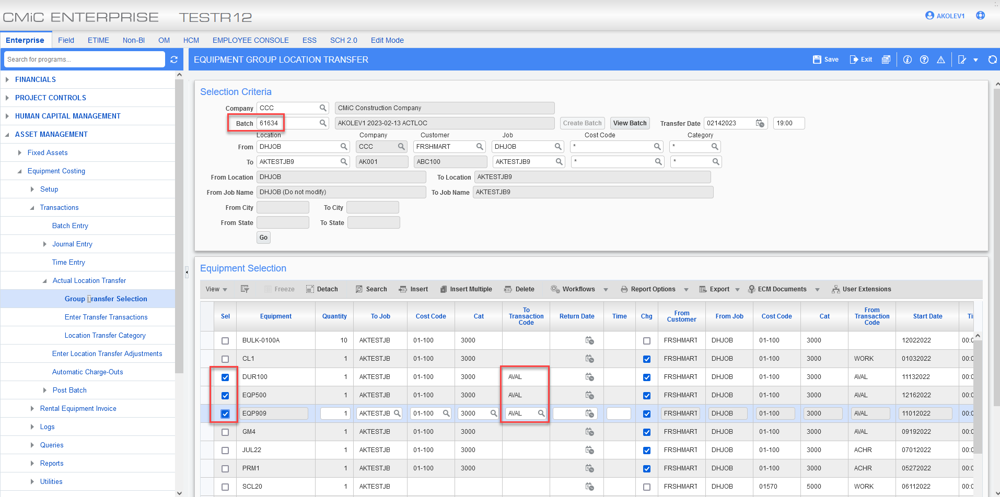 CMiC ENTERPRISE TESTR12
AKOLEV1
Enterprise Field ETIME Non-BI OM HCM EMPLOYEE CONSOLE ESS SCH 2.0 Edit Mode
Search for programs...
FINANCIALS
PROJECT CONTROLS
HUMAN CAPITAL MANAGEMENT
ASSET MANAGEMENT
Fixed Assets
Equipment Costing
Setup
Transactions
Batch Entry
Journal Entry
Time Entry
Actual Location Transfer
Group Transfer Selection
Enter Transfer Transactions
Location Transfer Category
Enter Location Transfer Adjustments
Automatic Charge-Outs
Post Batch
Rental Equipment Invoice
Logs
Queries
Reports
Utilities
EQUIPMENT GROUP LOCATION TRANSFER Save Exit
Selection Criteria
Company CCC CMiC Construction Company
Batch 61634 AKOLEV1 2023-02-13 ACTLOC Create Batch View Batch Transfer Date 02142023 19:00
Location Company Customer Job Cost Code Category
From DHJOB CCC FRSHMART DHJOB * *
To AKTESTJB9 AK001 ABC100 AKTESTJB9 * *
From Location DHJOB To Location AKTESTJB9
From Job Name DHJOB (Do not modify) To Job Name AKTESTJB9
From City To City
From State To State
Go
Equipment Selection
View Freeze Detach Search Insert Insert Multiple Delete Workflows Report Options Export ECM Documents User Extensions
Sel Equipment Quantity To Job Cost Code Cat To Transaction Code Return Date Time Chg From Customer From Job Cost Code Cat From Transaction Code Start Date Ti
BULK-0100A 10 AKTESTJB 01-100 3000 FRSHMART DHJOB 01-100 3000 12022022 00:0
CL1 1 AKTESTJB 01-100 3000 FRSHMART DHJOB 01-100 3000 WORK 01032022 00:0
DUR100 1 AKTESTJB 01-100 3000 AVAL FRSHMART DHJOB 01-100 3000 AVAL 11132022 00:0
EQP500 1 AKTESTJB 01-100 3000 AVAL FRSHMART DHJOB 01-100 3000 AVAL 12162022 00:0
EQP909 1 AKTESTJB 01-100 3000 AVAL FRSHMART DHJOB 01-100 3000 AVAL 11012022 00:0
GM4 1 AKTESTJB 01-100 3000 FRSHMART DHJOB 01-100 3000 AVAL 09192022 00:0
JUL22 1 AKTESTJB 01-100 3000 FRSHMART DHJOB 01-100 3000 ACHR 07012022 00:0
PRM1 1 AKTESTJB 01-100 3000 FRSHMART DHJOB 01-100 3000 ACHR 05272022 00:0
SCL20 1 AKTESTJB FRSHMART DHJOB 01570 5000 WORK 06112022 00:0